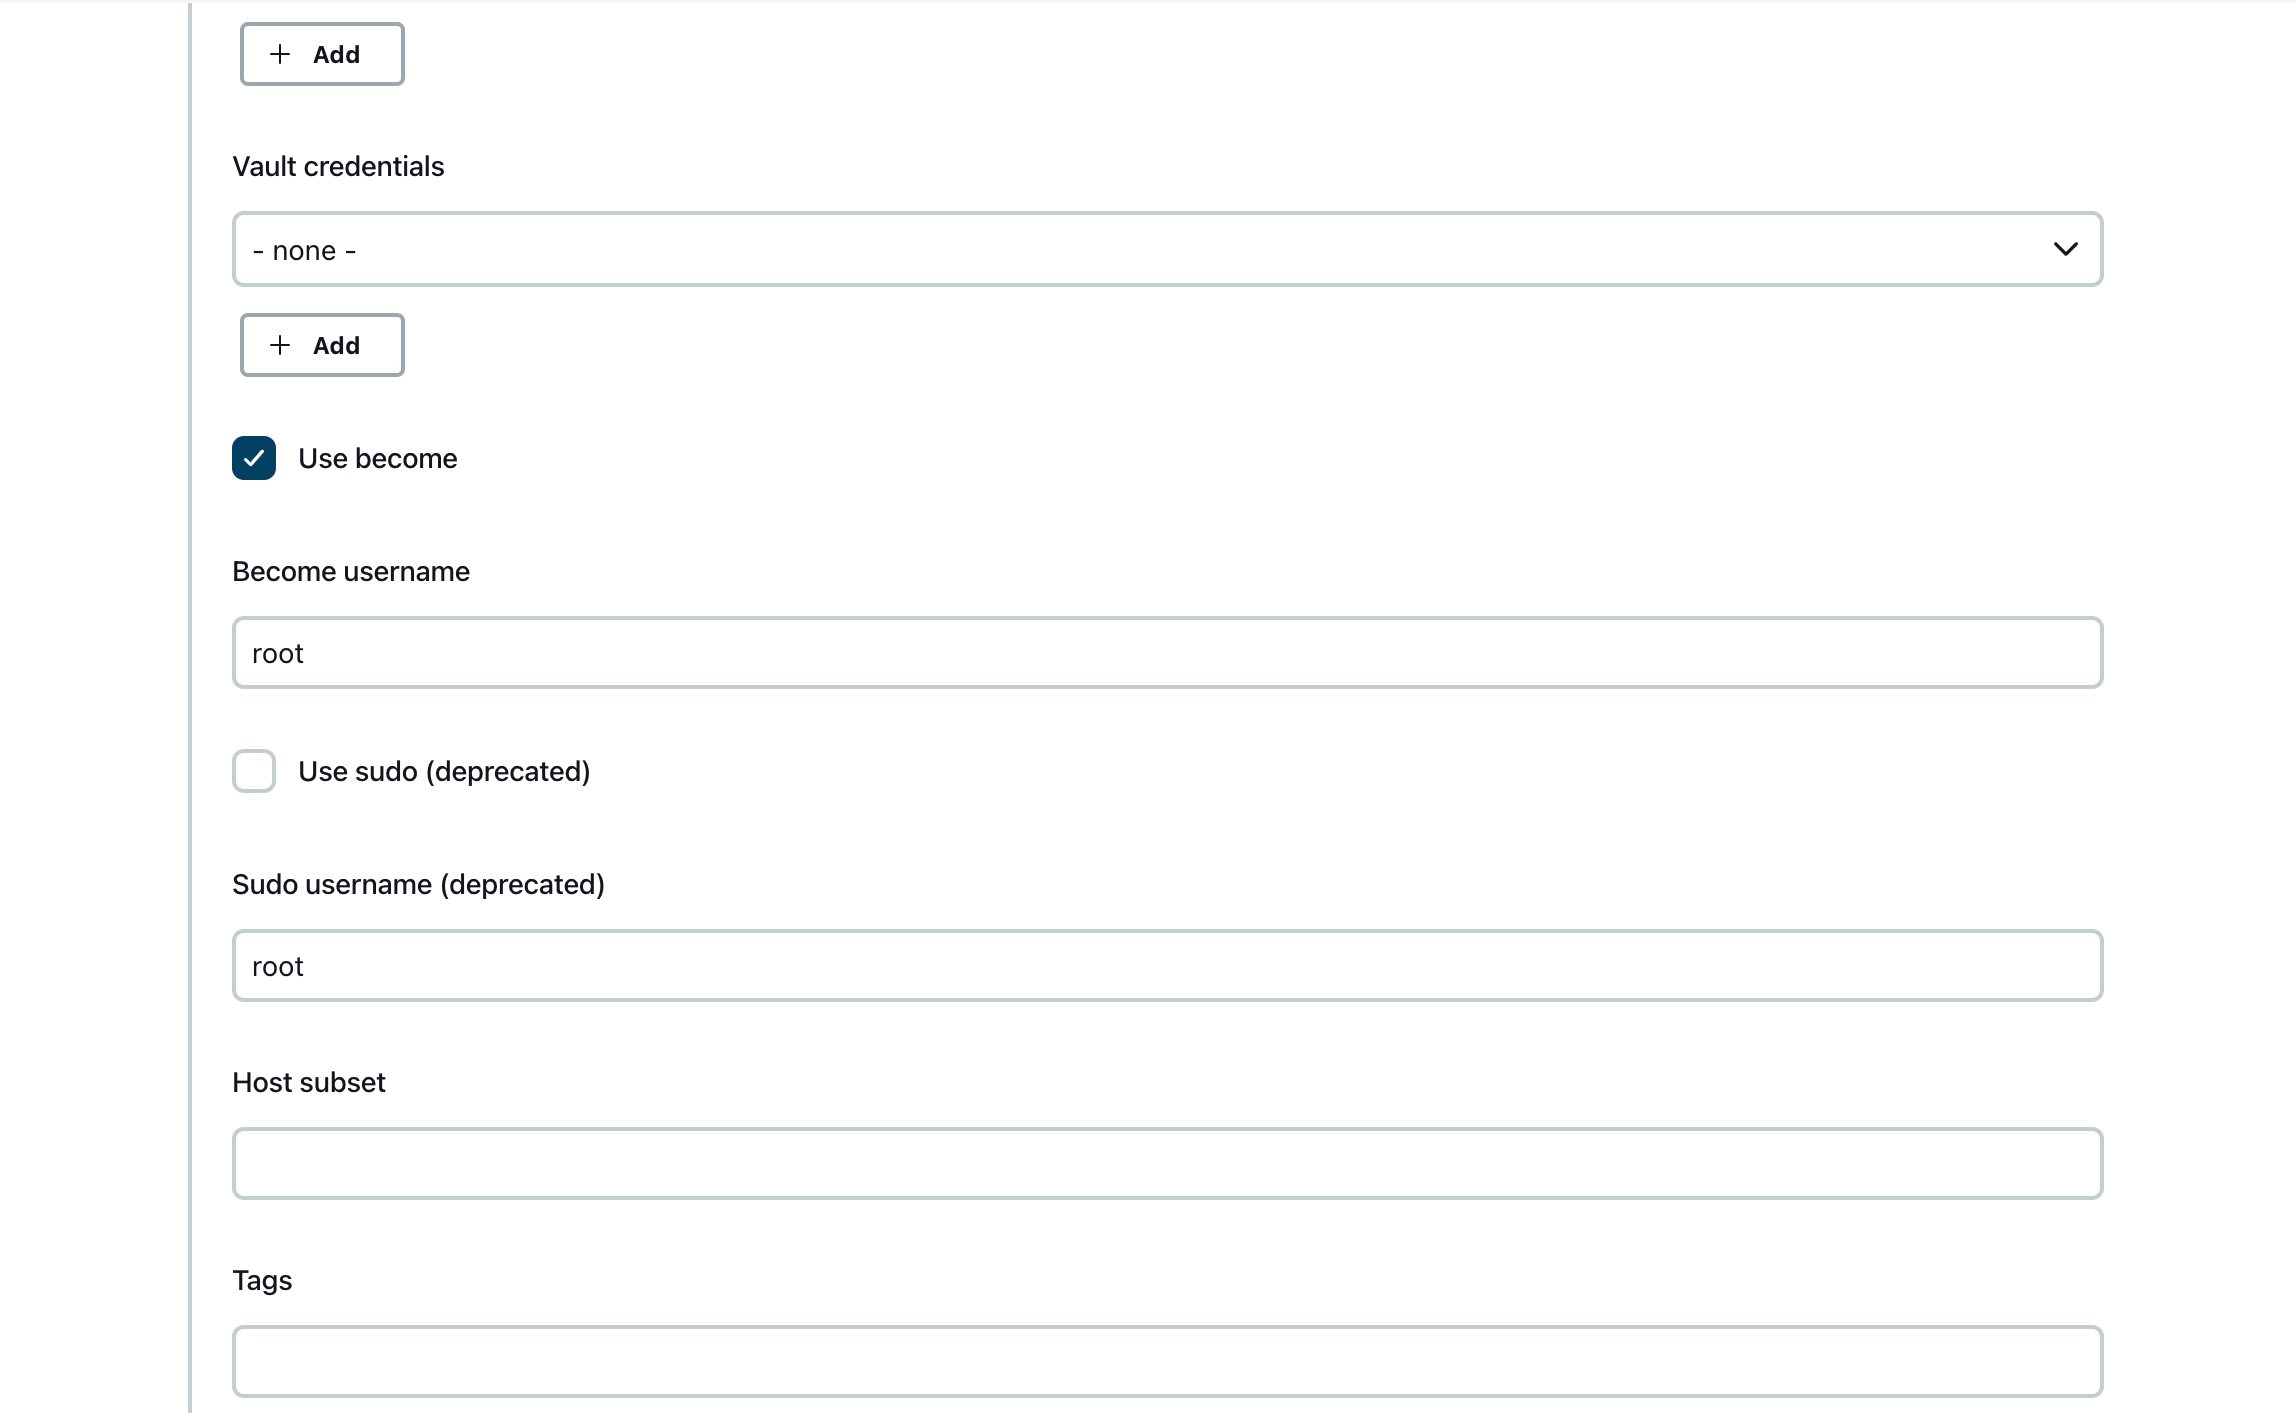 Add
Vault credentials
- none -
Add
Use become
Become username
root
Use sudo (deprecated)
Sudo username (deprecated)
root
Host subset
Tags